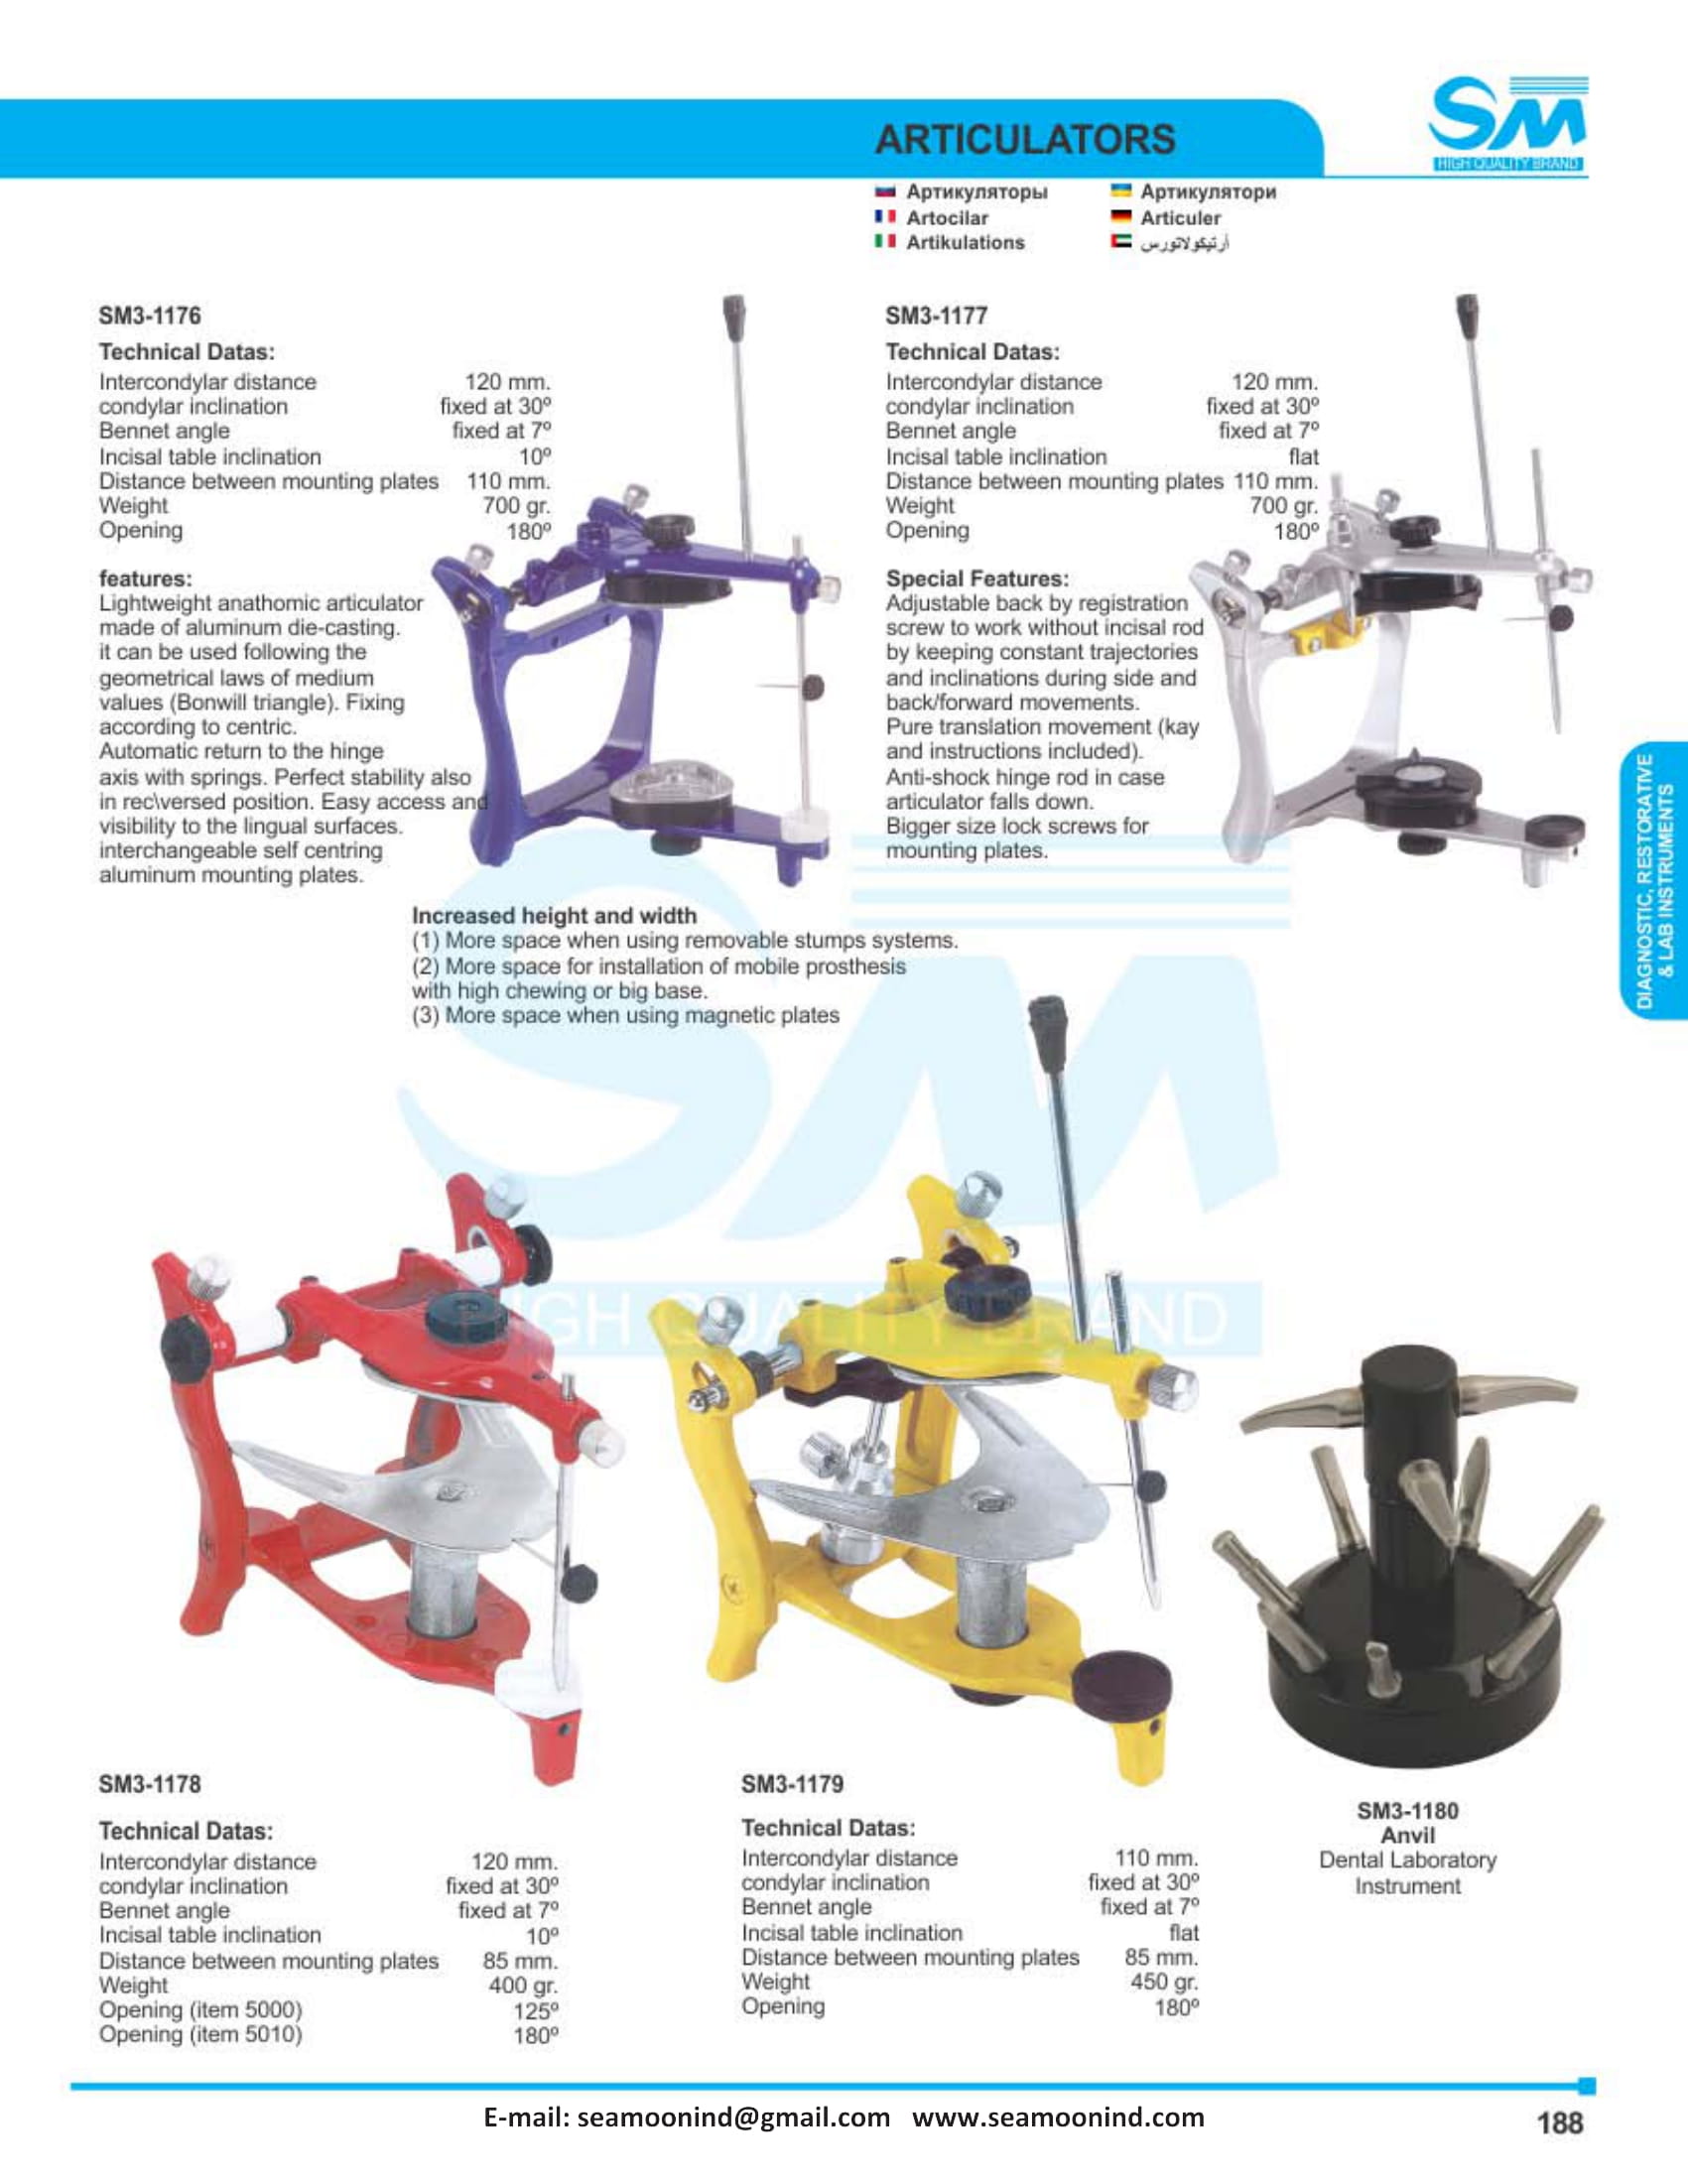 ARTICULATORS
SM
HIGH QUALITY BRAND
Артикуляторы
Артикулятори
Artocilar
Articuler
Artikulations
أرتيكولاتورس
SM3-1176
Technical Datas:
Intercondylar distance 120 mm.
condylar inclination fixed at 30º
Bennet angle fixed at 7º
Incisal table inclination 10º
Distance between mounting plates 110 mm.
Weight 700 gr.
Opening 180º
features:
Lightweight anathomic articulator
made of aluminum die-casting.
it can be used following the
geometrical laws of medium
values (Bonwill triangle). Fixing
according to centric.
Automatic return to the hinge
axis with springs. Perfect stability also
in rec\versed position. Easy access and
visibility to the lingual surfaces.
interchangeable self centring
aluminum mounting plates.
SM3-1177
Technical Datas:
Intercondylar distance 120 mm.
condylar inclination fixed at 30º
Bennet angle fixed at 7º
Incisal table inclination flat
Distance between mounting plates 110 mm.
Weight 700 gr.
Opening 180º
Special Features:
Adjustable back by registration
screw to work without incisal rod
by keeping constant trajectories
and inclinations during side and
back/forward movements.
Pure translation movement (kay
and instructions included).
Anti-shock hinge rod in case
articulator falls down.
Bigger size lock screws for
mounting plates.
DIAGNOSTIC, RESTORATIVE
& LAB INSTRUMENTS
Increased height and width
(1) More space when using removable stumps systems.
(2) More space for installation of mobile prosthesis
with high chewing or big base.
(3) More space when using magnetic plates
SM
HIGH QUALITY BRAND
SM3-1178
Technical Datas:
Intercondylar distance 120 mm.
condylar inclination fixed at 30º
Bennet angle fixed at 7º
Incisal table inclination 10º
Distance between mounting plates 85 mm.
Weight 400 gr.
Opening (item 5000) 125º
Opening (item 5010) 180º
SM3-1179
Technical Datas:
Intercondylar distance 110 mm.
condylar inclination fixed at 30º
Bennet angle fixed at 7º
Incisal table inclination flat
Distance between mounting plates 85 mm.
Weight 450 gr.
Opening 180º
SM3-1180
Anvil
Dental Laboratory
Instrument
E-mail: seamoonind@gmail.com www.seamoonind.com
188